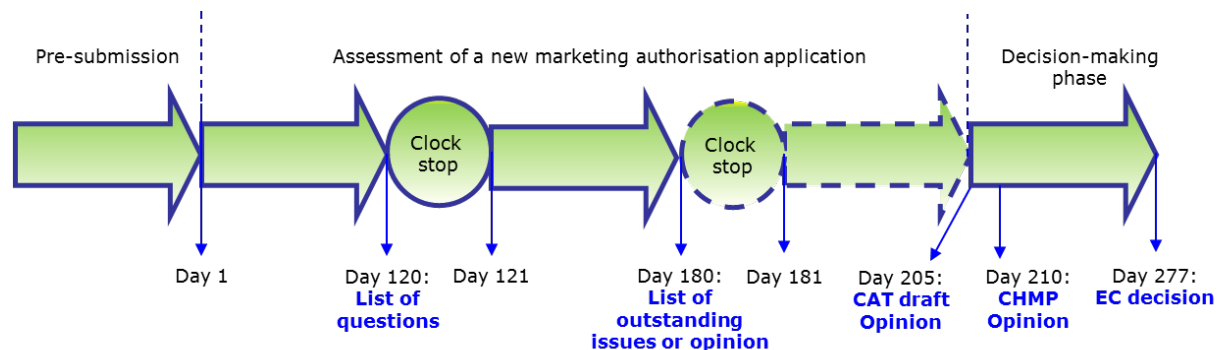 Pre-submission
Assessment of a new marketing authorisation application
Decision-making
phase
Clock
stop
Clock
stop
Day 1
Day 120:
List of
questions
Day 121
Day 180:
List of
outstanding
issues or opinion
Day 181
Day 205:
CAT draft
Opinion
Day 210:
CHMP
Opinion
Day 277:
EC decision